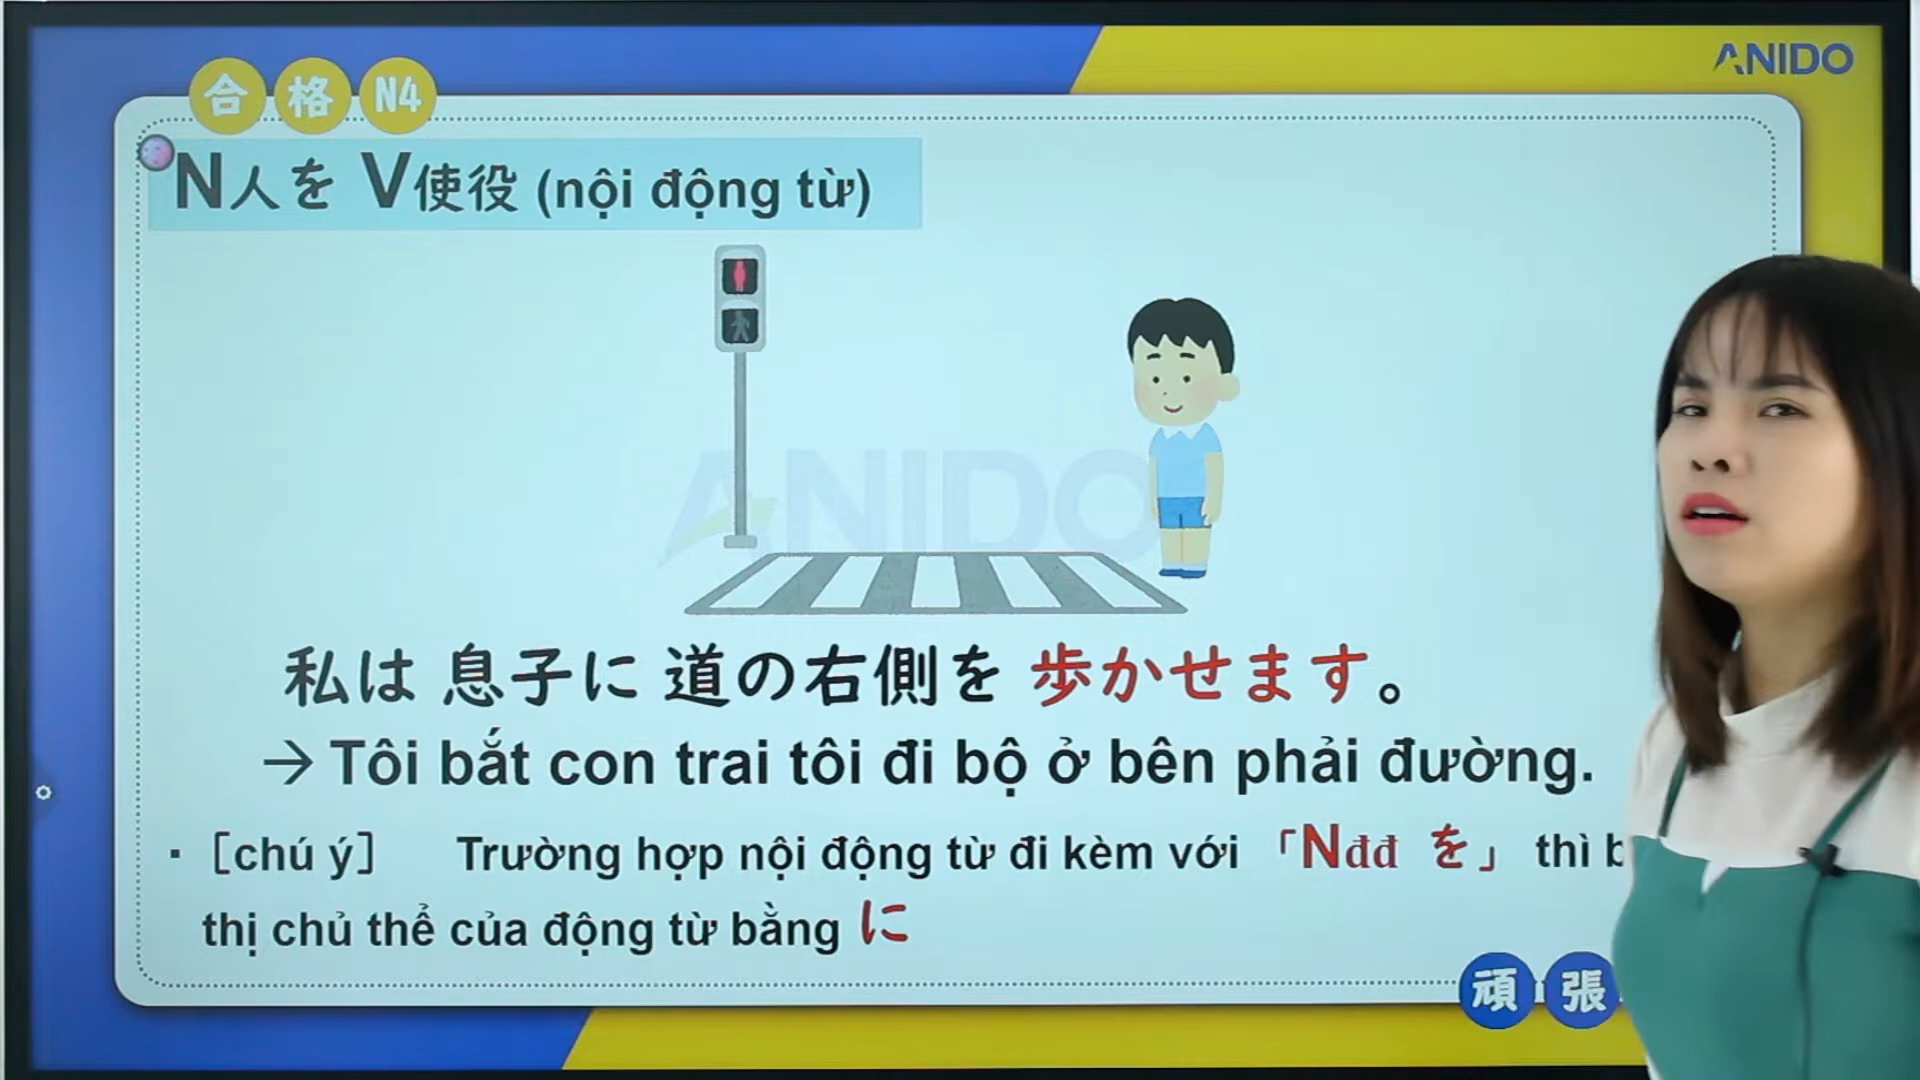 ANIDO
合格N4
N人を V使役 (nội động từ)
ANIDO
私は 息子に 道の右側を 歩かせます。
→ Tôi bắt con trai tôi đi bộ ở bên phải đường.
· [chú ý] Trường hợp nội động từ đi kèm với 「Nđđ を」 thì
thị chủ thể của động từ bằng に
頑張